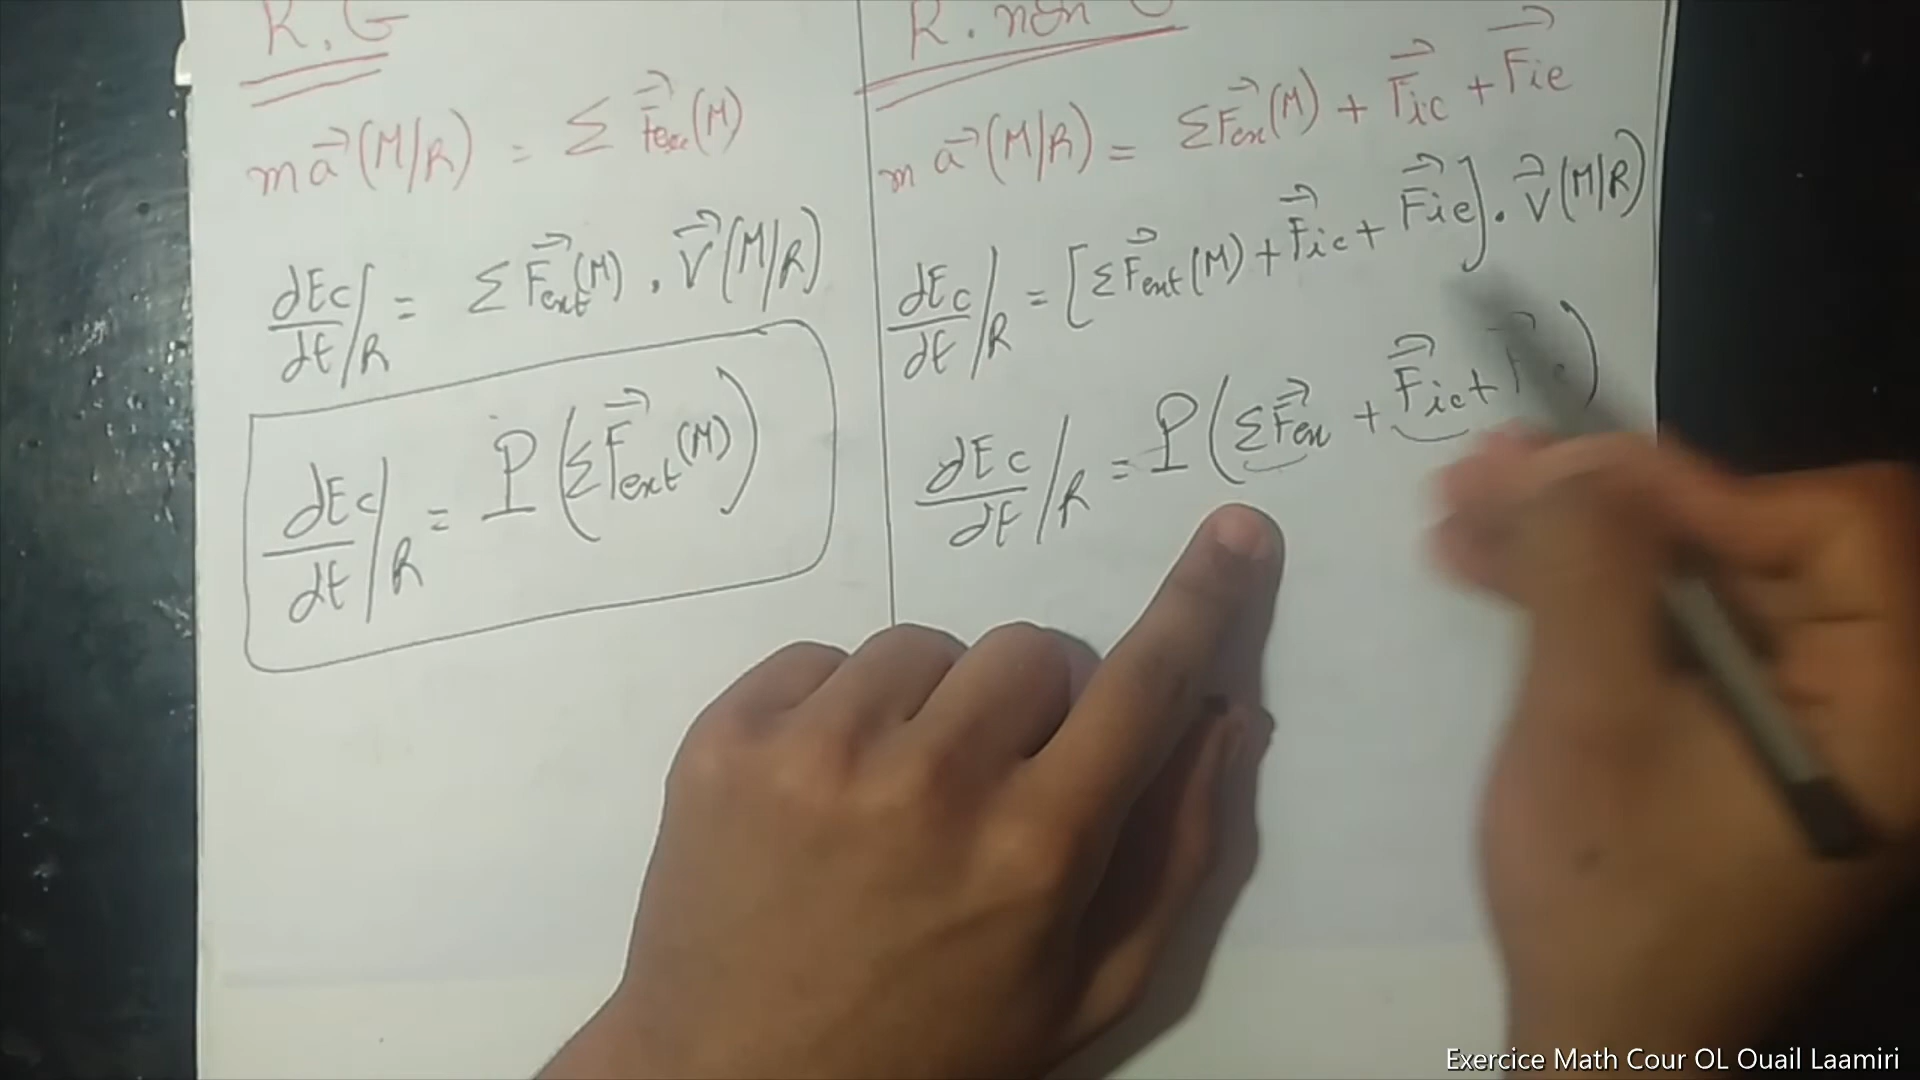 R.G
m a⃗ (M/R) = Σ F⃗ext(M)
dEc/dt /R = Σ F⃗ext(M) . V⃗ (M/R)
dEc/dt /R = P (Σ F⃗ext(M))
R. non G
m a⃗ (M/R) = Σ F⃗ex(M) + F⃗ic + F⃗ie
dEc/dt /R = [Σ F⃗ext(M) + F⃗ic + F⃗ie] . V⃗ (M/R)
dEc/dt /R = P (Σ F⃗ex + F⃗ic + )
Exercice Math Cour OL Ouail Laamiri